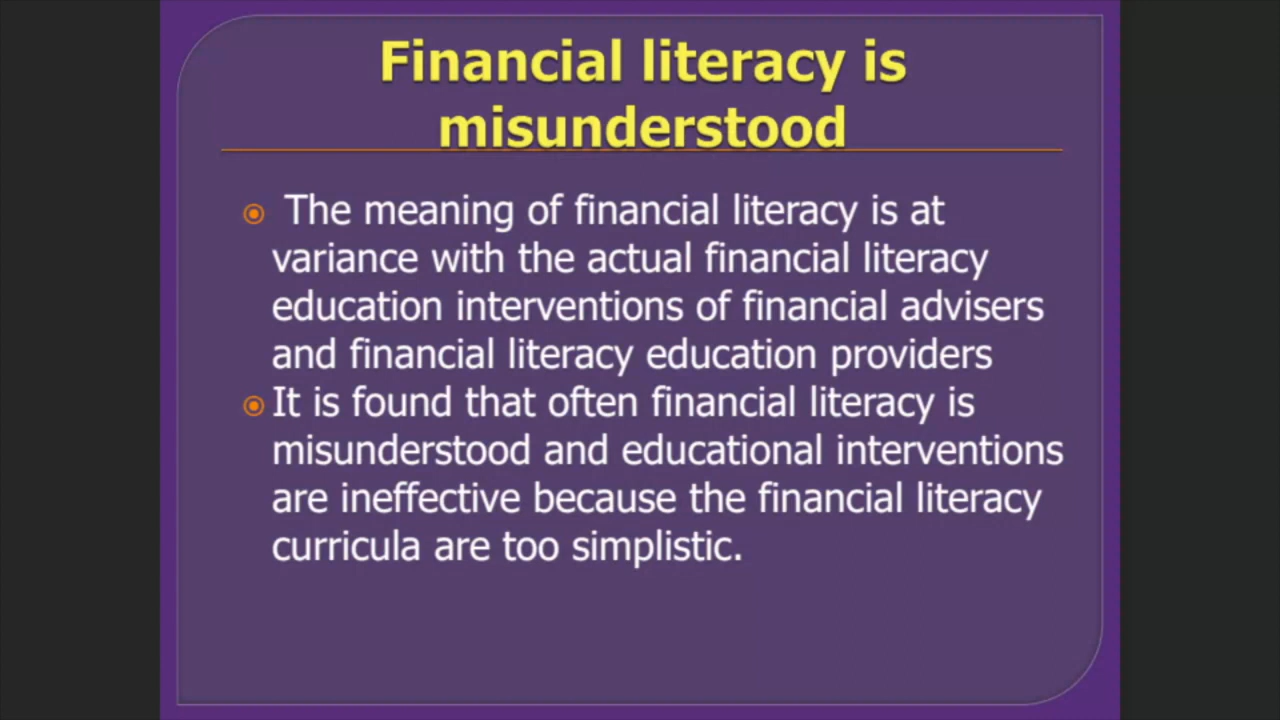 Financial literacy is
misunderstood
The meaning of financial literacy is at
variance with the actual financial literacy
education interventions of financial advisers
and financial literacy education providers
It is found that often financial literacy is
misunderstood and educational interventions
are ineffective because the financial literacy
curricula are too simplistic.